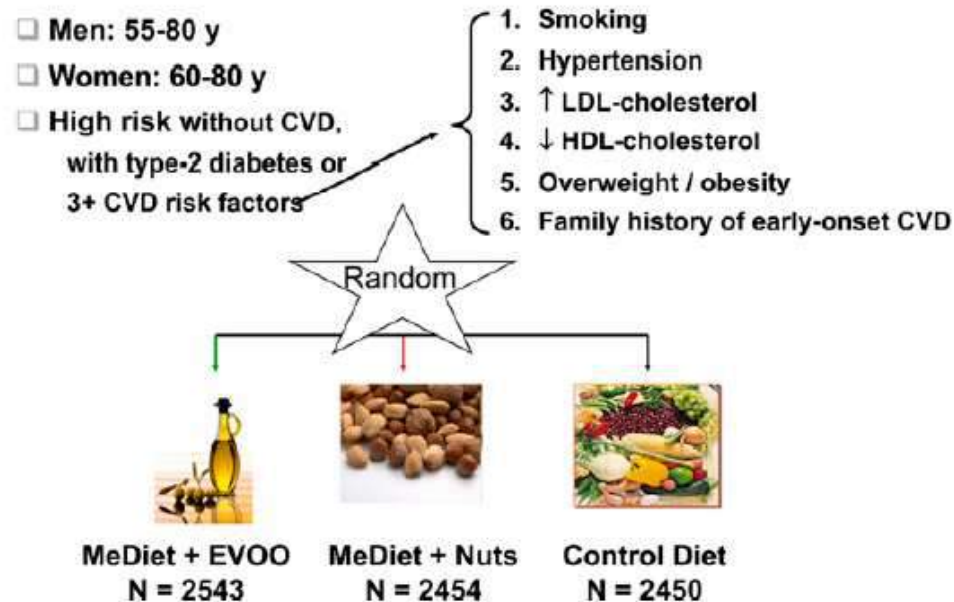 Men: 55-80 y
Women: 60-80 y
High risk without CVD,
with type-2 diabetes or
3+ CVD risk factors
1. Smoking
2. Hypertension
3. ↑ LDL-cholesterol
4. ↓ HDL-cholesterol
5. Overweight / obesity
6. Family history of early-onset CVD
Random
MeDiet + EVOO
N = 2543
MeDiet + Nuts
N = 2454
Control Diet
N = 2450